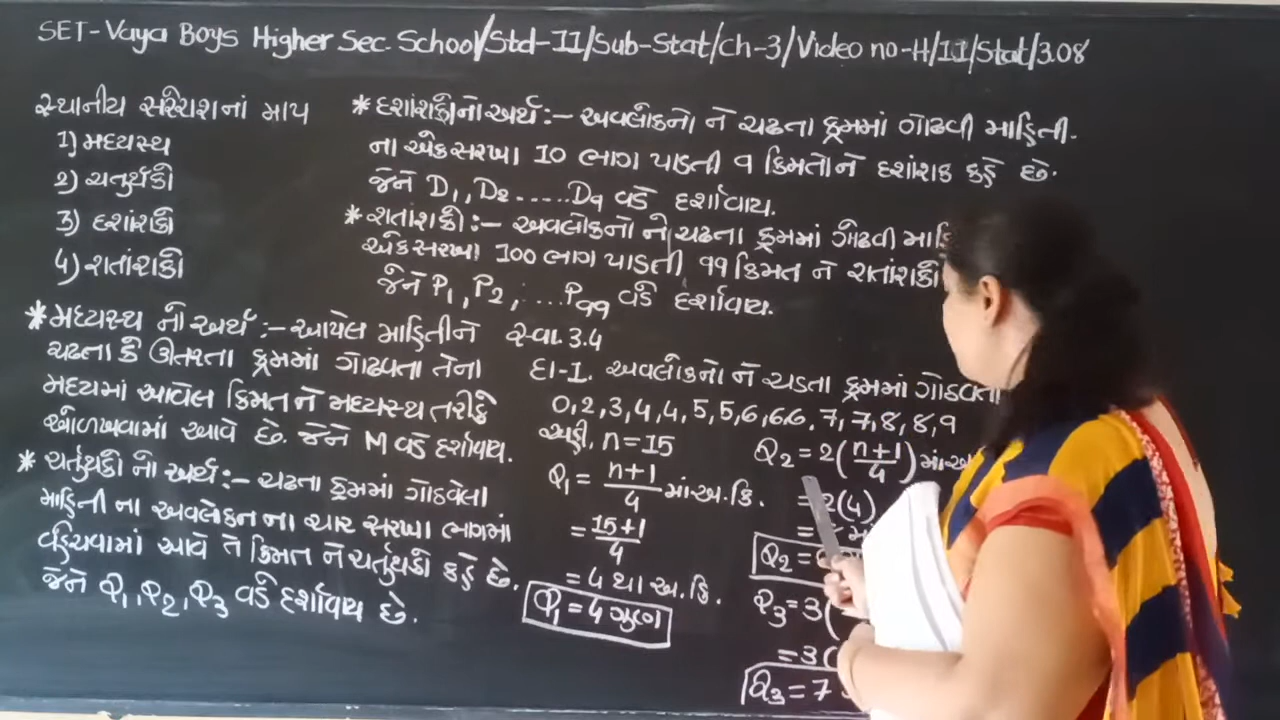 SET-Vaya Boys Higher Sec. School/Std-11/Sub-Stat/ch-3/Video no-H/11/Stat/3.08
સ્થાનીય સરેરાશનાં માપ
1) મધ્યસ્થ
2) ચતુર્થકો
3) દશાંશકો
4) શતાંશકો
* મધ્યસ્થ નો અર્થ :- આપેલ માહિતીને
ચઢતા કે ઊતરતા ક્રમમાં ગોઠવતા તેના
મધ્યમાં આવેલ કિંમત ને મધ્યસ્થ તરીકે
ઓળખવામાં આવે છે. જેને M વડે દર્શાવાય.
* ચર્તુથકો નો અર્થ :- ચઢતા ક્રમમાં ગોઠવેલા
માહિતી ના અવલોકન ના ચાર સરખા ભાગમાં
વહેંચવામાં આવે તે કિંમત ને ચર્તુથકો કહે છે.
જેને Q₁, Q₂, Q₃ વડે દર્શાવાય છે.
* દશાંશકોનો અર્થ :- અવલોકનો ને ચઢતા ક્રમમાં ગોઠવી માહિતી-
ના એકસરખા 10 ભાગ પાડતી ૧ કિંમતોને દશાંશક કહે છે.
જેને D₁, D₂ ..... D૧ વડે દર્શાવાય.
* શતાંશકો :- અવલોકનો ને ચઢતા ક્રમમાં ગોઠવી
એકસરખા 100 ભાગ પાડતી ૧૧ કિંમત ને શતાંશકો
જેને P₁, P₂, ....P99 વડે દર્શાવાય.
સ્વા. 3.4
દા-1. અવલોકનો ને ચડતા ક્રમમાં ગોઠવતા
0, 2, 3, 4, 4, 5, 5, 6, 6, 6, 7, 7, 8, 8, 9
અહી, n = 15
Q₁ = (n+1)/4 માં અ. કિ.
= (15+1)/4
= 4 થા અ. કિ.
Q₁ = 4 ગુણ
Q₂ = 2((n+1)/4) માં અ
= 2(4)
=
Q₂ =
Q₃ = 3(
= 3(
Q₃ = 7